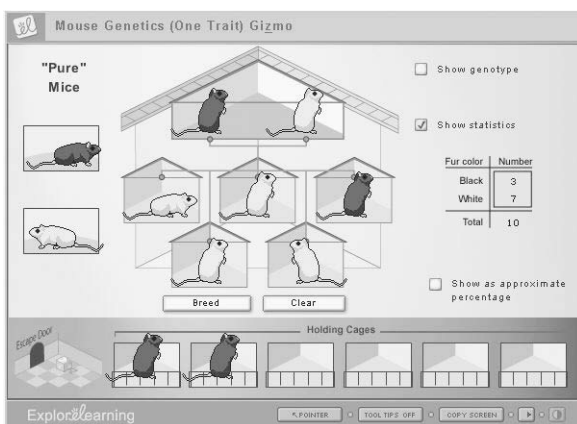 Mouse Genetics (One Trait) Gizmo
"Pure"
Mice
Show genotype
Show statistics
Fur color Number
Black 3
White 7
Total 10
Show as approximate
percentage
Breed Clear
Escape Door
Holding Cages
ExploreLearning
POINTER TOOL TIPS OFF COPY SCREEN